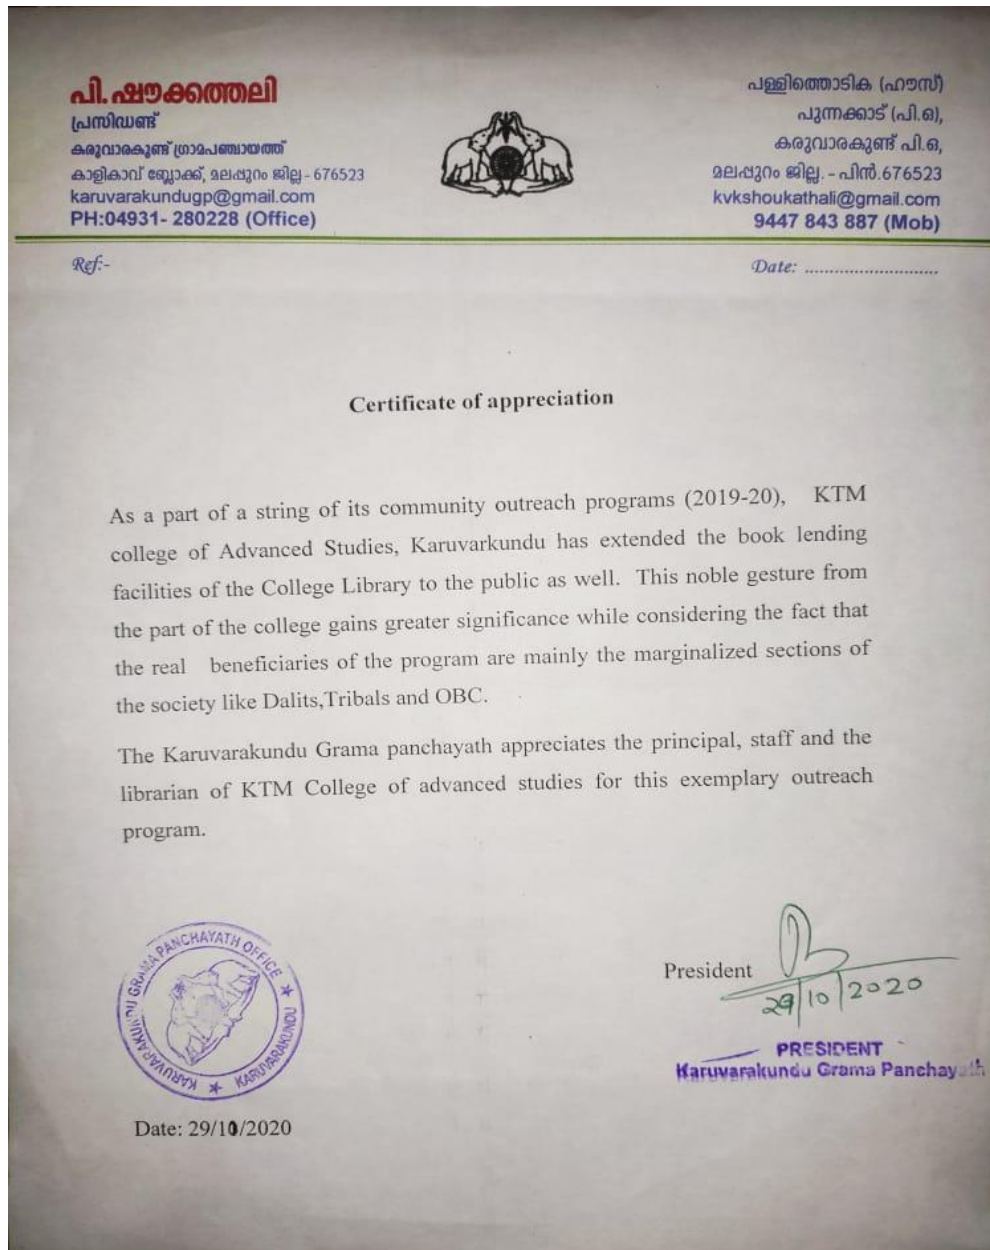 പി.ഷൗക്കത്തലി
പ്രസിഡണ്ട്
കരുവാരകുണ്ട് ഗ്രാമപഞ്ചായത്ത്
കാളികാവ് ബ്ലോക്ക്, മലപ്പുറം ജില്ല - 676523
karuvarakundugp@gmail.com
PH:04931- 280228 (Office)
പള്ളിത്തൊടിക (ഹൗസ്)
പുന്നക്കാട് (പി.ഒ),
കരുവാരകുണ്ട് പി.ഒ,
മലപ്പുറം ജില്ല. - പിൻ.676523
kvkshoukathali@gmail.com
9447 843 887 (Mob)
Ref:-
Date: ...........................
Certificate of appreciation
As a part of a string of its community outreach programs (2019-20), KTM
college of Advanced Studies, Karuvarkundu has extended the book lending
facilities of the College Library to the public as well. This noble gesture from
the part of the college gains greater significance while considering the fact that
the real beneficiaries of the program are mainly the marginalized sections of
the society like Dalits,Tribals and OBC.
The Karuvarakundu Grama panchayath appreciates the principal, staff and the
librarian of KTM College of advanced studies for this exemplary outreach
program.
KARUVARAKUNDU GRAMA PANCHAYATH OFFICE
KARUVARAKUNDU
President
29/10/2020
PRESIDENT
Karuvarakundu Grama Panchayath
Date: 29/10/2020